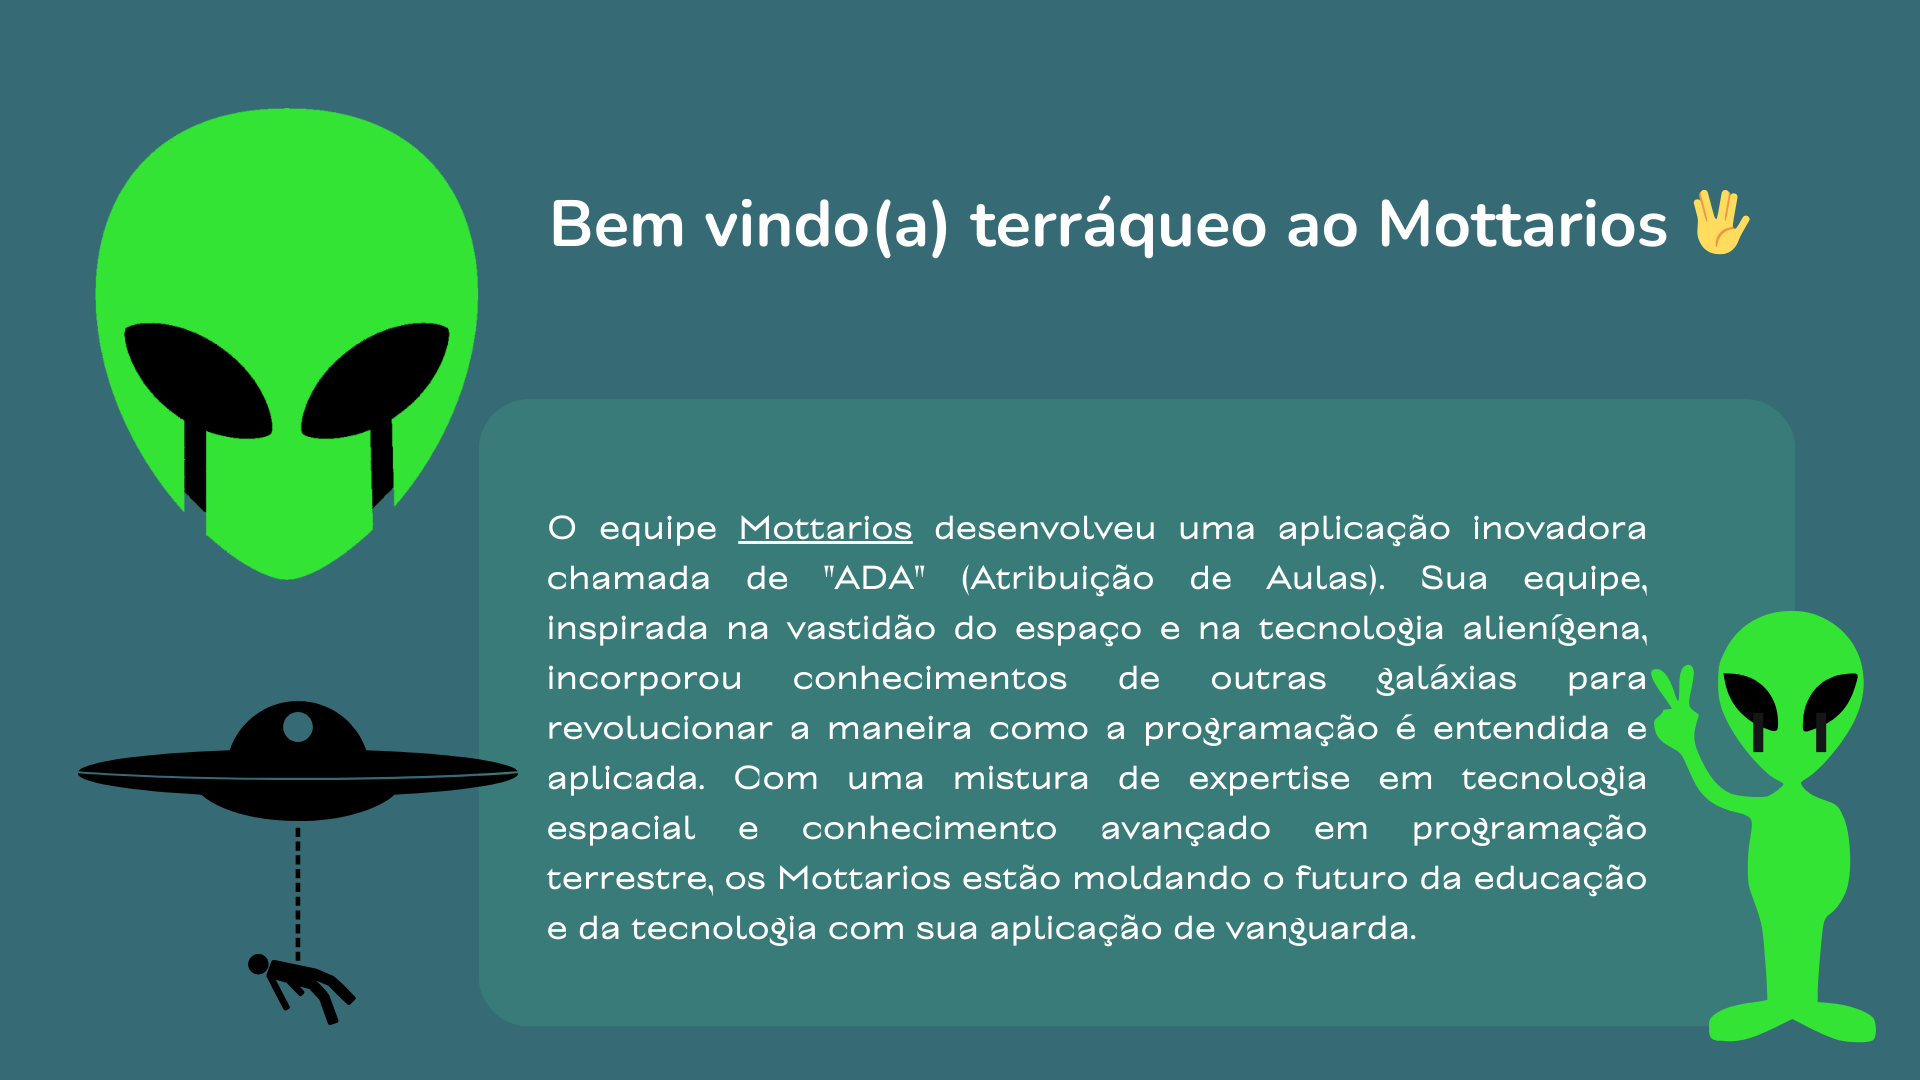 Bem vindo(a) terráqueo ao Mottarios 🖖
O equipe Mottarios desenvolveu uma aplicação inovadora
chamada de "ADA" (Atribuição de Aulas). Sua equipe,
inspirada na vastidão do espaço e na tecnologia alienígena,
incorporou conhecimentos de outras galáxias para
revolucionar a maneira como a programação é entendida e
aplicada. Com uma mistura de expertise em tecnologia
espacial e conhecimento avançado em programação
terrestre, os Mottarios estão moldando o futuro da educação
e da tecnologia com sua aplicação de vanguarda.